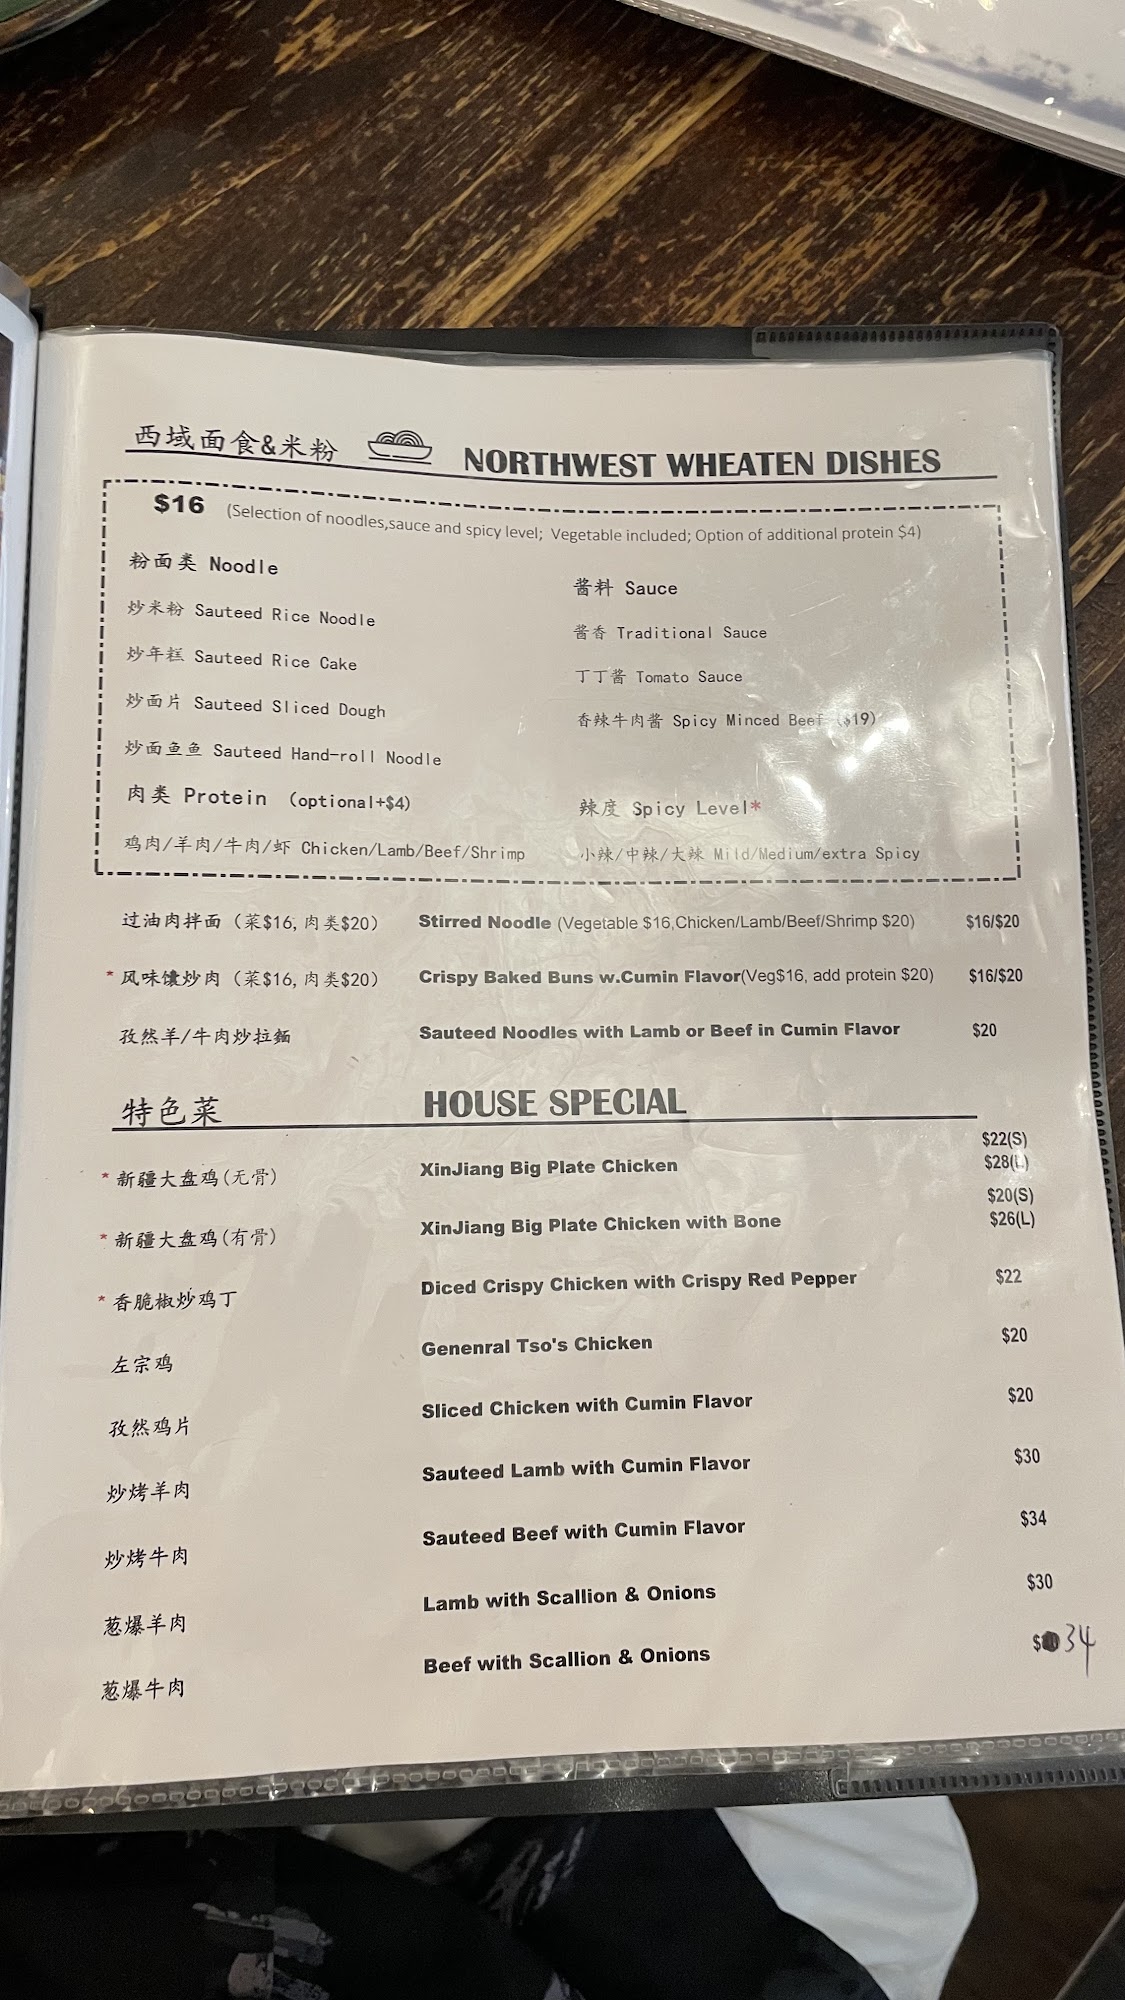 西域面食&米粉 NORTHWEST WHEATEN DISHES
$16 (Selection of noodles,sauce and spicy level; Vegetable included; Option of additional protein $4)
粉面类 Noodle
炒米粉 Sauteed Rice Noodle
炒年糕 Sauteed Rice Cake
炒面片 Sauteed Sliced Dough
炒面鱼鱼 Sauteed Hand-roll Noodle
肉类 Protein (optional+$4)
鸡肉/羊肉/牛肉/虾 Chicken/Lamb/Beef/Shrimp
酱料 Sauce
酱香 Traditional Sauce
丁丁酱 Tomato Sauce
香辣牛肉酱 Spicy Minced Beef ($19)
辣度 Spicy Level*
小辣/中辣/大辣 Mild/Medium/extra Spicy
过油肉拌面 (菜$16, 肉类$20) Stirred Noodle (Vegetable $16,Chicken/Lamb/Beef/Shrimp $20) $16/$20
* 风味馕炒肉 (菜$16, 肉类$20) Crispy Baked Buns w.Cumin Flavor(Veg$16, add protein $20) $16/$20
孜然羊/牛肉炒拉麵 Sauteed Noodles with Lamb or Beef in Cumin Flavor $20
特色菜 HOUSE SPECIAL
* 新疆大盘鸡(无骨) XinJiang Big Plate Chicken $22(S)
$28(L)
* 新疆大盘鸡(有骨) XinJiang Big Plate Chicken with Bone $20(S)
$26(L)
* 香脆椒炒鸡丁 Diced Crispy Chicken with Crispy Red Pepper $22
左宗鸡 Genenral Tso's Chicken $20
孜然鸡片 Sliced Chicken with Cumin Flavor $20
炒烤羊肉 Sauteed Lamb with Cumin Flavor $30
炒烤牛肉 Sauteed Beef with Cumin Flavor $34
葱爆羊肉 Lamb with Scallion & Onions $30
葱爆牛肉 Beef with Scallion & Onions $ 34